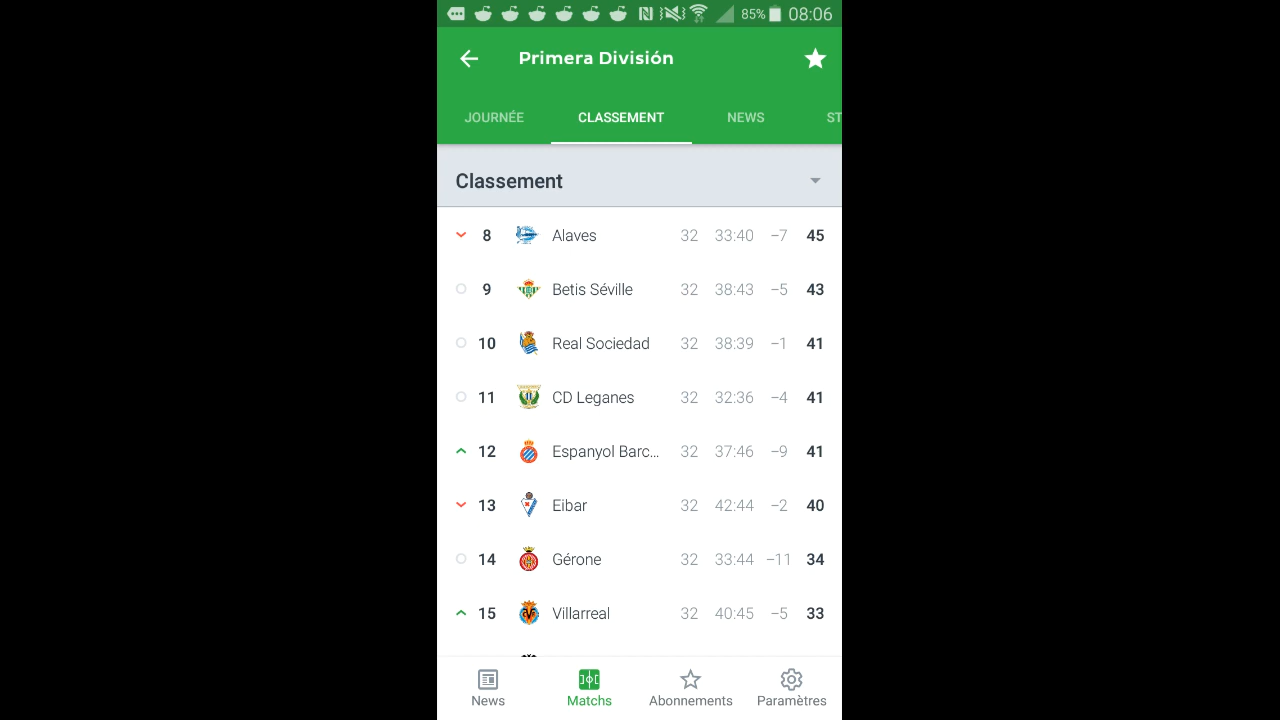 85% 08:06
Primera División
JOURNÉE CLASSEMENT NEWS ST
Classement
8 Alaves 32 33:40 −7 45
9 Betis Séville 32 38:43 −5 43
10 Real Sociedad 32 38:39 −1 41
11 CD Leganes 32 32:36 −4 41
12 Espanyol Barc... 32 37:46 −9 41
13 Eibar 32 42:44 −2 40
14 Gérone 32 33:44 −11 34
15 Villarreal 32 40:45 −5 33
News Matchs Abonnements Paramètres